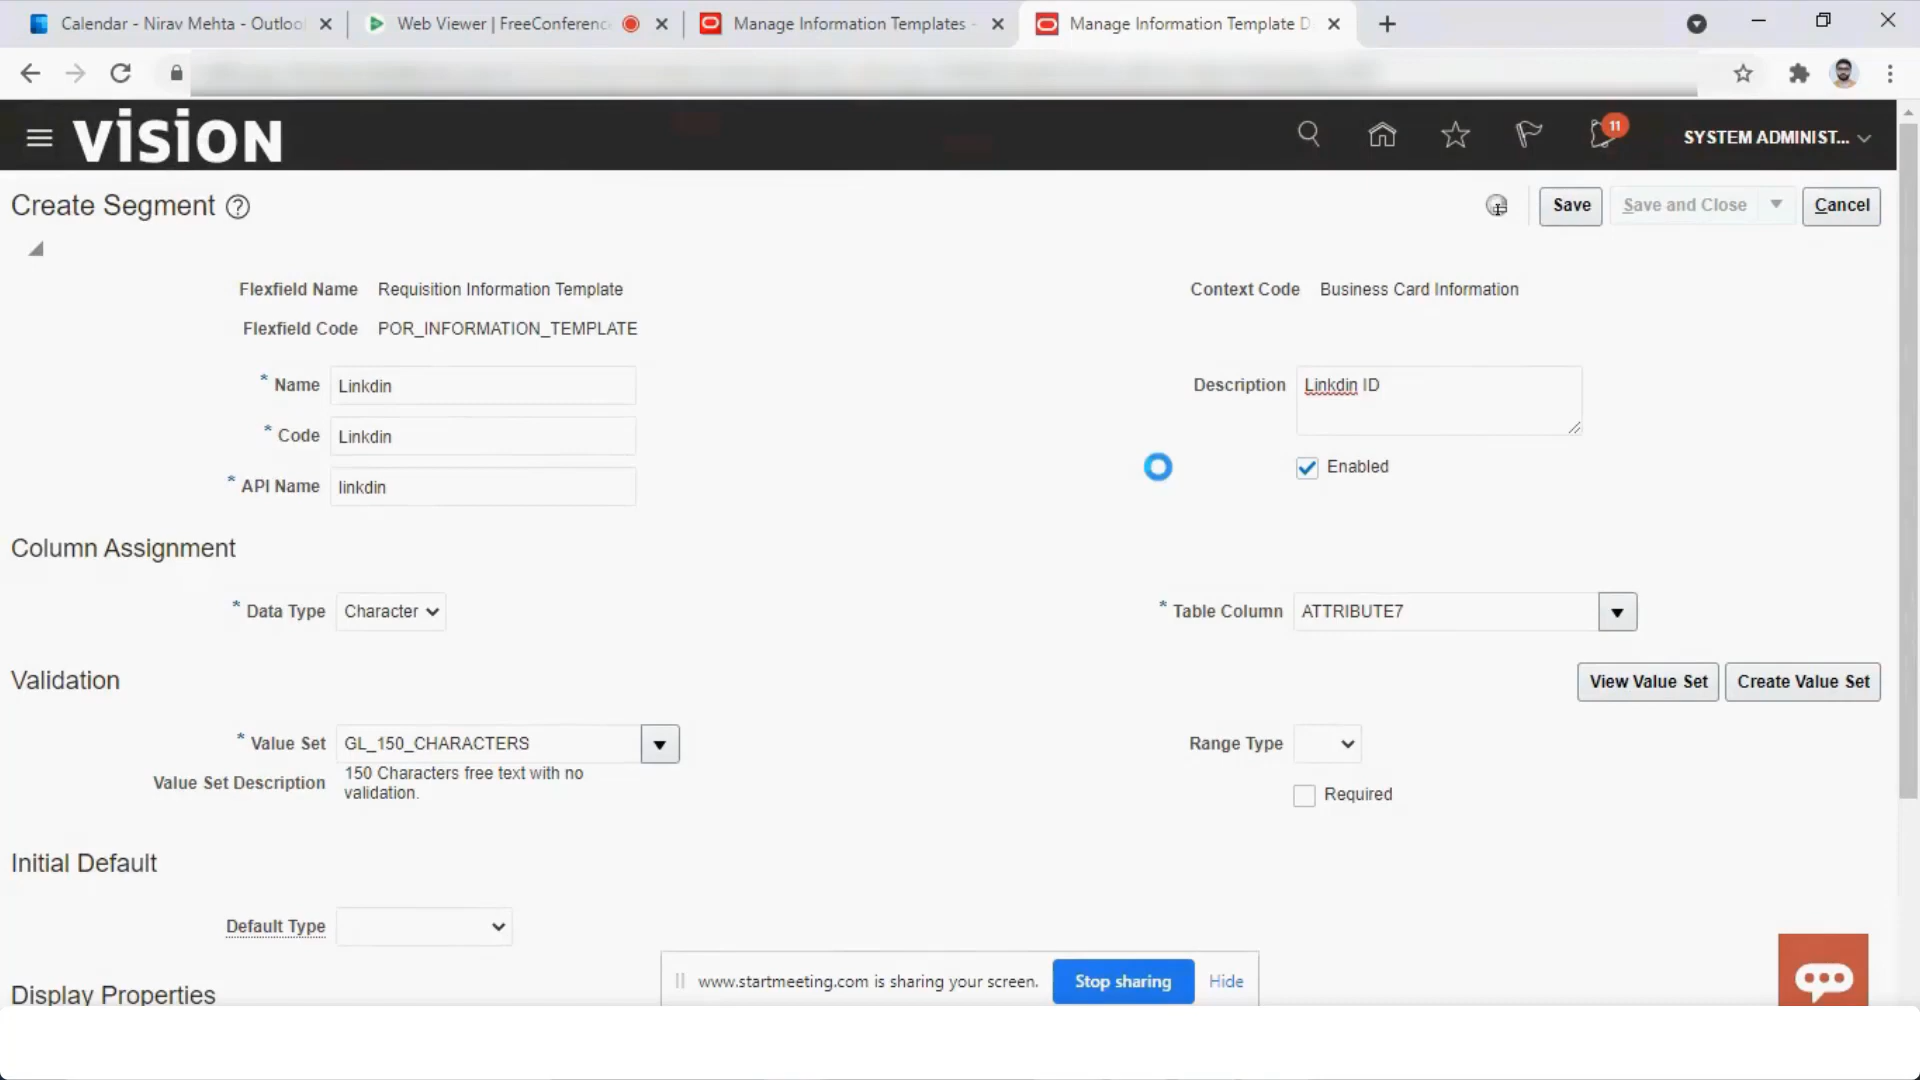 Calendar - Nirav Mehta - Outloo
Web Viewer | FreeConferenc
Manage Information Templates -
Manage Information Template D
vision
11
SYSTEM ADMINIST...
Create Segment
Save
Save and Close
Cancel
Flexfield Name Requisition Information Template
Context Code Business Card Information
Flexfield Code POR_INFORMATION_TEMPLATE
* Name Linkdin
Description Linkdin ID
* Code Linkdin
Enabled
* API Name linkdin
Column Assignment
* Data Type Character
* Table Column ATTRIBUTE7
Validation
View Value Set
Create Value Set
* Value Set GL_150_CHARACTERS
Range Type
Value Set Description 150 Characters free text with no
validation.
Required
Initial Default
Default Type
www.startmeeting.com is sharing your screen.
Stop sharing
Hide
Display Properties